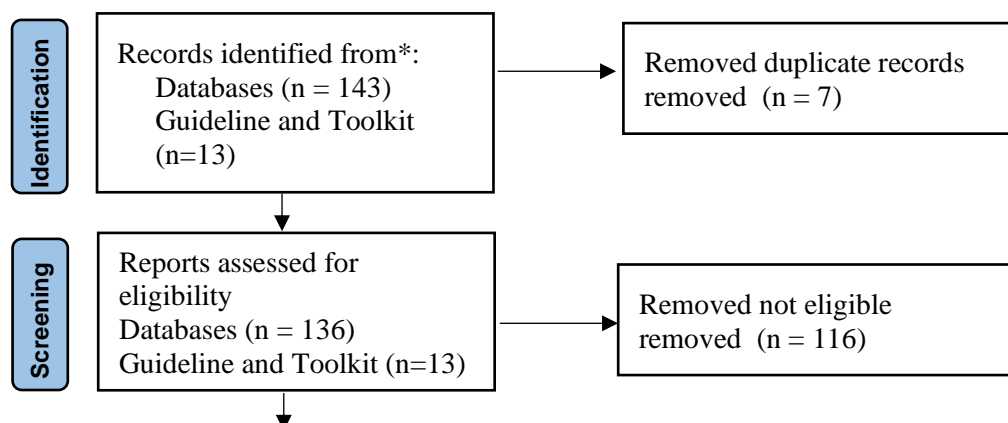 Identification
Records identified from*:
Databases (n = 143)
Guideline and Toolkit
(n=13)
Removed duplicate records
removed  (n = 7)
Screening
Reports assessed for
eligibility
Databases (n = 136)
Guideline and Toolkit (n=13)
Removed not eligible
removed  (n = 116)